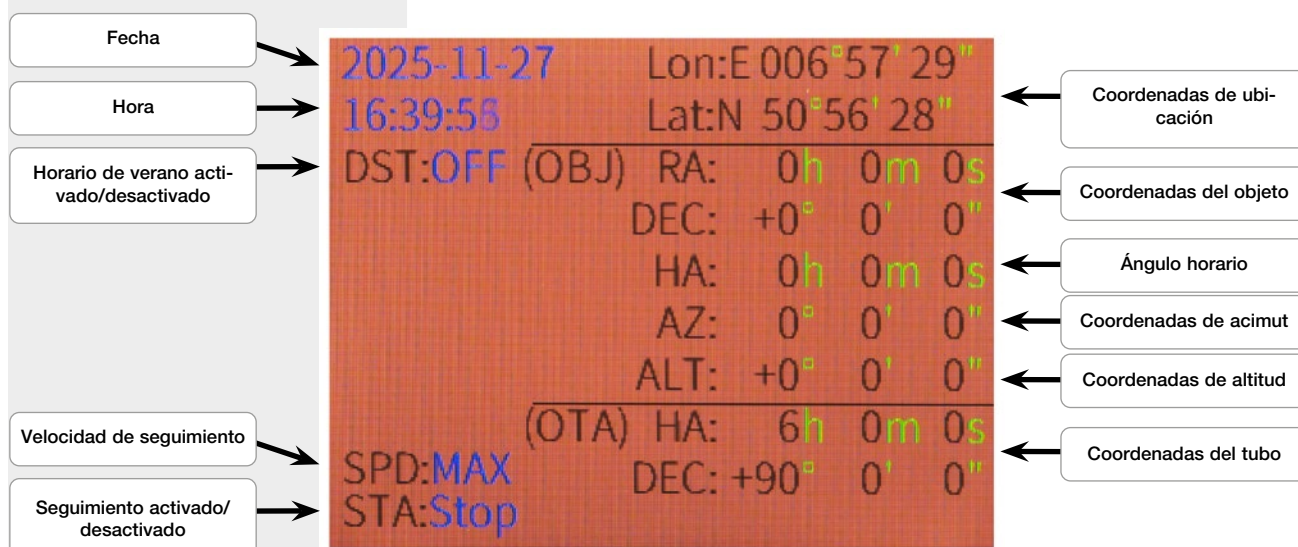 Fecha
Hora
Horario de verano acti-
vado/desactivado
Velocidad de seguimiento
Seguimiento activado/
desactivado
2025-11-27 Lon:E 006°57'29"
16:39:58 Lat:N 50°56'28"
DST:OFF (OBJ) RA: 0h 0m 0s
DEC: +0° 0' 0"
HA: 0h 0m 0s
AZ: 0° 0' 0"
ALT: +0° 0' 0"
(OTA) HA: 6h 0m 0s
SPD:MAX DEC: +90° 0' 0"
STA:Stop
Coordenadas de ubi-
cación
Coordenadas del objeto
Ángulo horario
Coordenadas de acimut
Coordenadas de altitud
Coordenadas del tubo